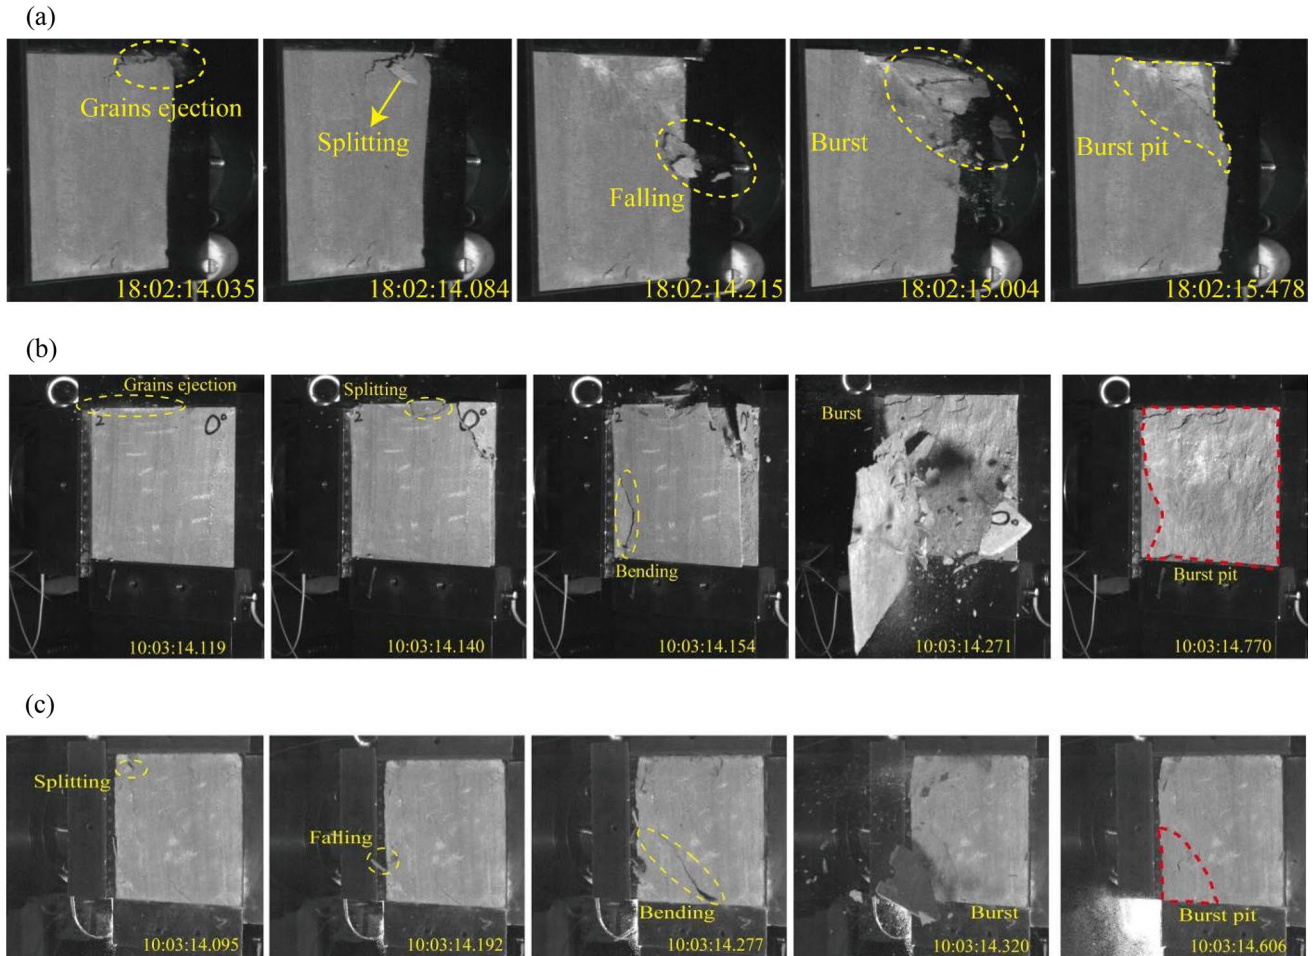 (a)
Grains ejection
18:02:14.035
Splitting
18:02:14.084
Falling
18:02:14.215
Burst
18:02:15.004
Burst pit
18:02:15.478
(b)
Grains ejection
2
0°
10:03:14.119
Splitting
2
0°
10:03:14.140
2
Bending
10:03:14.154
Burst
0°
10:03:14.271
Burst pit
10:03:14.770
(c)
Splitting
10:03:14.095
Falling
10:03:14.192
Bending
10:03:14.277
Burst
10:03:14.320
Burst pit
10:03:14.606